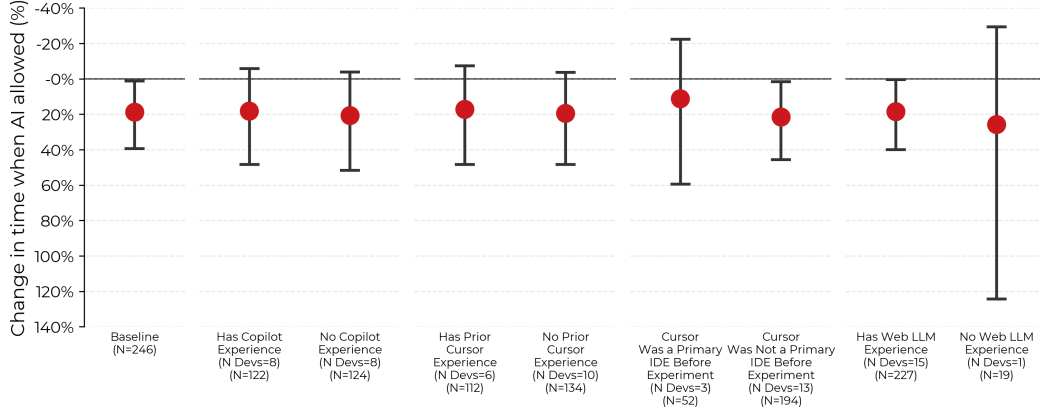 Change in time when AI allowed (%)
-40%
-20%
-0%
20%
40%
60%
80%
100%
120%
140%
Baseline
(N=246)
Has Copilot
Experience
(N Devs=8)
(N=122)
No Copilot
Experience
(N Devs=8)
(N=124)
Has Prior
Cursor
Experience
(N Devs=6)
(N=112)
No Prior
Cursor
Experience
(N Devs=10)
(N=134)
Cursor
Was a Primary
IDE Before
Experiment
(N Devs=3)
(N=52)
Cursor
Was Not a Primary
IDE Before
Experiment
(N Devs=13)
(N=194)
Has Web LLM
Experience
(N Devs=15)
(N=227)
No Web LLM
Experience
(N Devs=1)
(N=19)